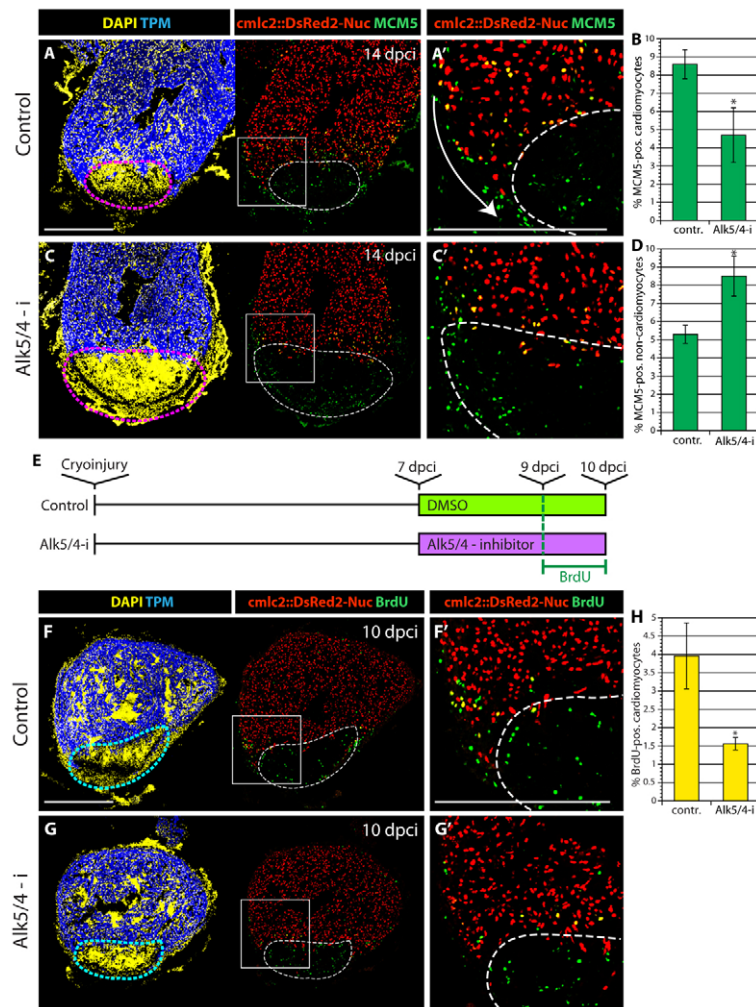 DAPI TPM cmlc2::DsRed2-Nuc MCM5 cmlc2::DsRed2-Nuc MCM5
A 14 dpci A' B
Control
% MCM5-pos. cardiomyocytes
10
9
8
7
6
5
4
3
2
1
0
*
contr. Alk5/4-i
C 14 dpci C' D
Alk5/4 - i
% MCM5-pos. non-cardiomyocytes
10
9
8
7
6
5
4
3
2
1
0
*
contr. Alk5/4-i
E Cryoinjury 7 dpci 9 dpci 10 dpci
Control DMSO
Alk5/4-i Alk5/4 - inhibitor
BrdU
DAPI TPM cmlc2::DsRed2-Nuc BrdU cmlc2::DsRed2-Nuc BrdU
F 10 dpci F' H
Control
% BrdU-pos. cardiomyocytes
5
4.5
4
3.5
3
2.5
2
1.5
1
0.5
0
*
contr. Alk5/4-i
G 10 dpci G'
Alk5/4 - i